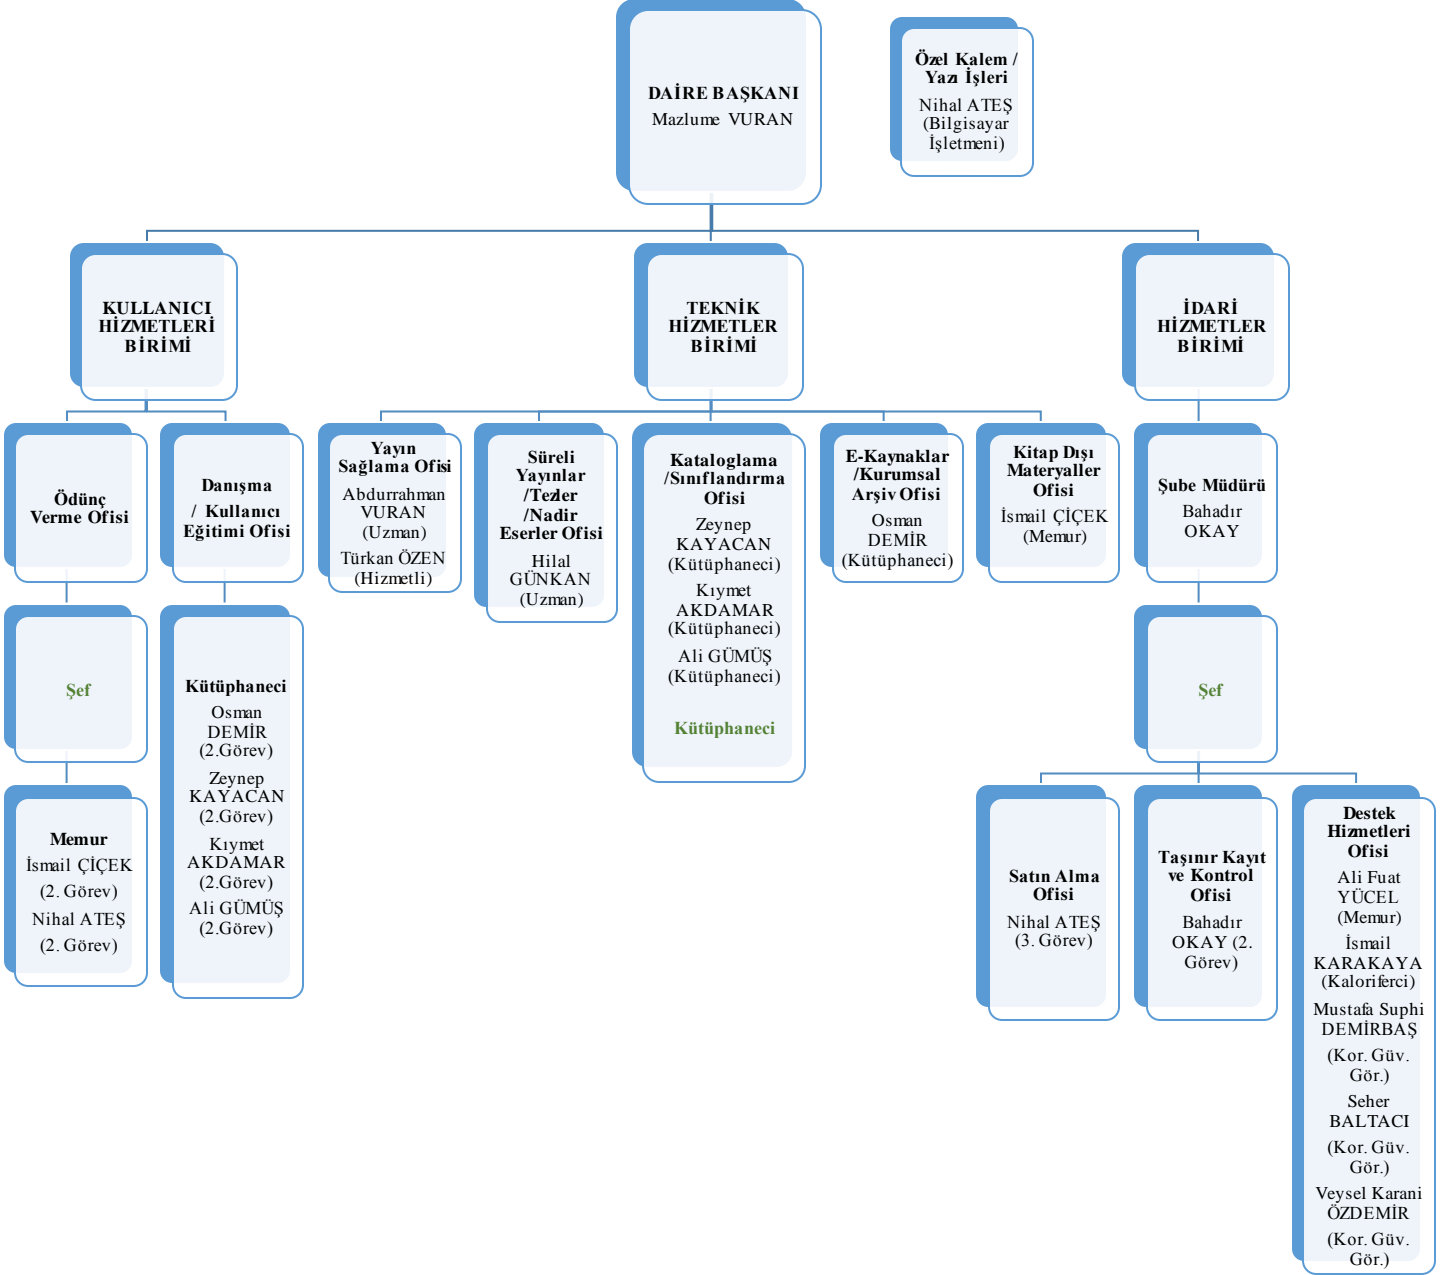 DAİRE BAŞKANI
Mazlume VURAN
Özel Kalem /
Yazı İşleri
Nihal ATEŞ
(Bilgisayar
İşletmeni)
KULLANICI
HİZMETLERİ
BİRİMİ
TEKNİK
HİZMETLER
BİRİMİ
İDARİ
HİZMETLER
BİRİMİ
Ödünç
Verme Ofisi
Danışma
/ Kullanıcı
Eğitimi Ofisi
Yayın
Sağlama Ofisi
Abdurrahman
VURAN
(Uzman)
Türkan ÖZEN
(Hizmetli)
Süreli
Yayınlar
/Tezler
/Nadir
Eserler Ofisi
Hilal
GÜNKAN
(Uzman)
Kataloglama
/Sınıflandırma
Ofisi
Zeynep
KAYACAN
(Kütüphaneci)
Kıymet
AKDAMAR
(Kütüphaneci)
Ali GÜMÜŞ
(Kütüphaneci)
Kütüphaneci
E-Kaynaklar
/Kurumsal
Arşiv Ofisi
Osman
DEMİR
(Kütüphaneci)
Kitap Dışı
Materyaller
Ofisi
İsmail ÇİÇEK
(Memur)
Şube Müdürü
Bahadır
OKAY
Şef
Kütüphaneci
Osman
DEMİR
(2.Görev)
Zeynep
KAYACAN
(2.Görev)
Kıymet
AKDAMAR
(2.Görev)
Ali GÜMÜŞ
(2.Görev)
Şef
Memur
İsmail ÇİÇEK
(2. Görev)
Nihal ATEŞ
(2. Görev)
Satın Alma
Ofisi
Nihal ATEŞ
(3. Görev)
Taşınır Kayıt
ve Kontrol
Ofisi
Bahadır
OKAY (2.
Görev)
Destek
Hizmetleri
Ofisi
Ali Fuat
YÜCEL
(Memur)
İsmail
KARAKAYA
(Kaloriferci)
Mustafa Suphi
DEMİRBAŞ
(Kor. Güv.
Gör.)
Seher
BALTACI
(Kor. Güv.
Gör.)
Veysel Karani
ÖZDEMİR
(Kor. Güv.
Gör.)